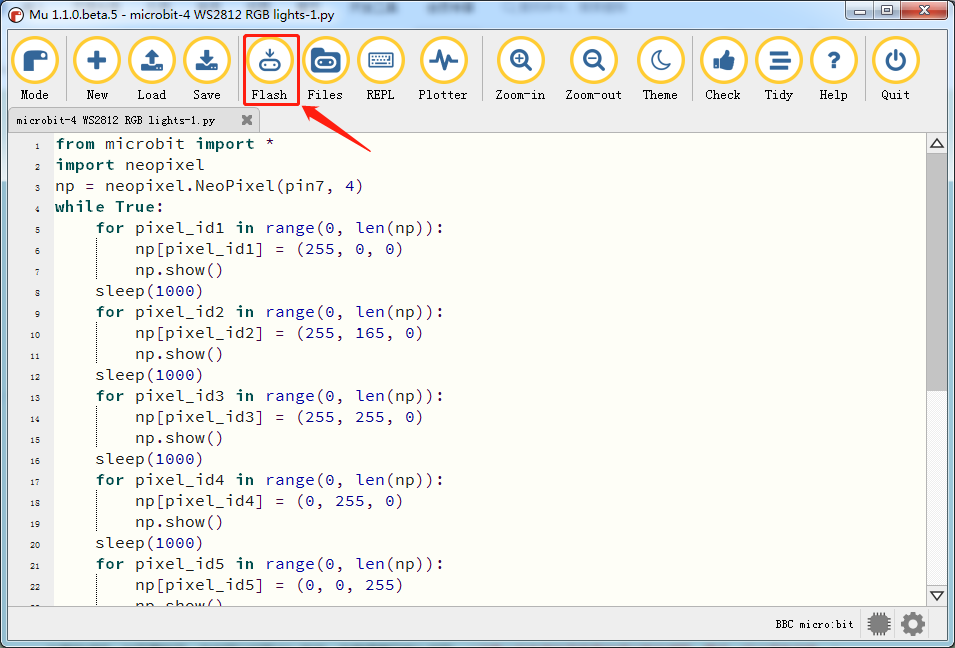 Mu 1.1.0.beta.5 - microbit-4 WS2812 RGB lights-1.py
Mode New Load Save Flash Files REPL Plotter Zoom-in Zoom-out Theme Check Tidy Help Quit
microbit-4 WS2812 RGB lights-1.py
1 from microbit import *
2 import neopixel
3 np = neopixel.NeoPixel(pin7, 4)
4 while True:
5     for pixel_id1 in range(0, len(np)):
6         np[pixel_id1] = (255, 0, 0)
7         np.show()
8     sleep(1000)
9     for pixel_id2 in range(0, len(np)):
10         np[pixel_id2] = (255, 165, 0)
11         np.show()
12     sleep(1000)
13     for pixel_id3 in range(0, len(np)):
14         np[pixel_id3] = (255, 255, 0)
15         np.show()
16     sleep(1000)
17     for pixel_id4 in range(0, len(np)):
18         np[pixel_id4] = (0, 255, 0)
19         np.show()
20     sleep(1000)
21     for pixel_id5 in range(0, len(np)):
22         np[pixel_id5] = (0, 0, 255)
np.show()
BBC micro:bit